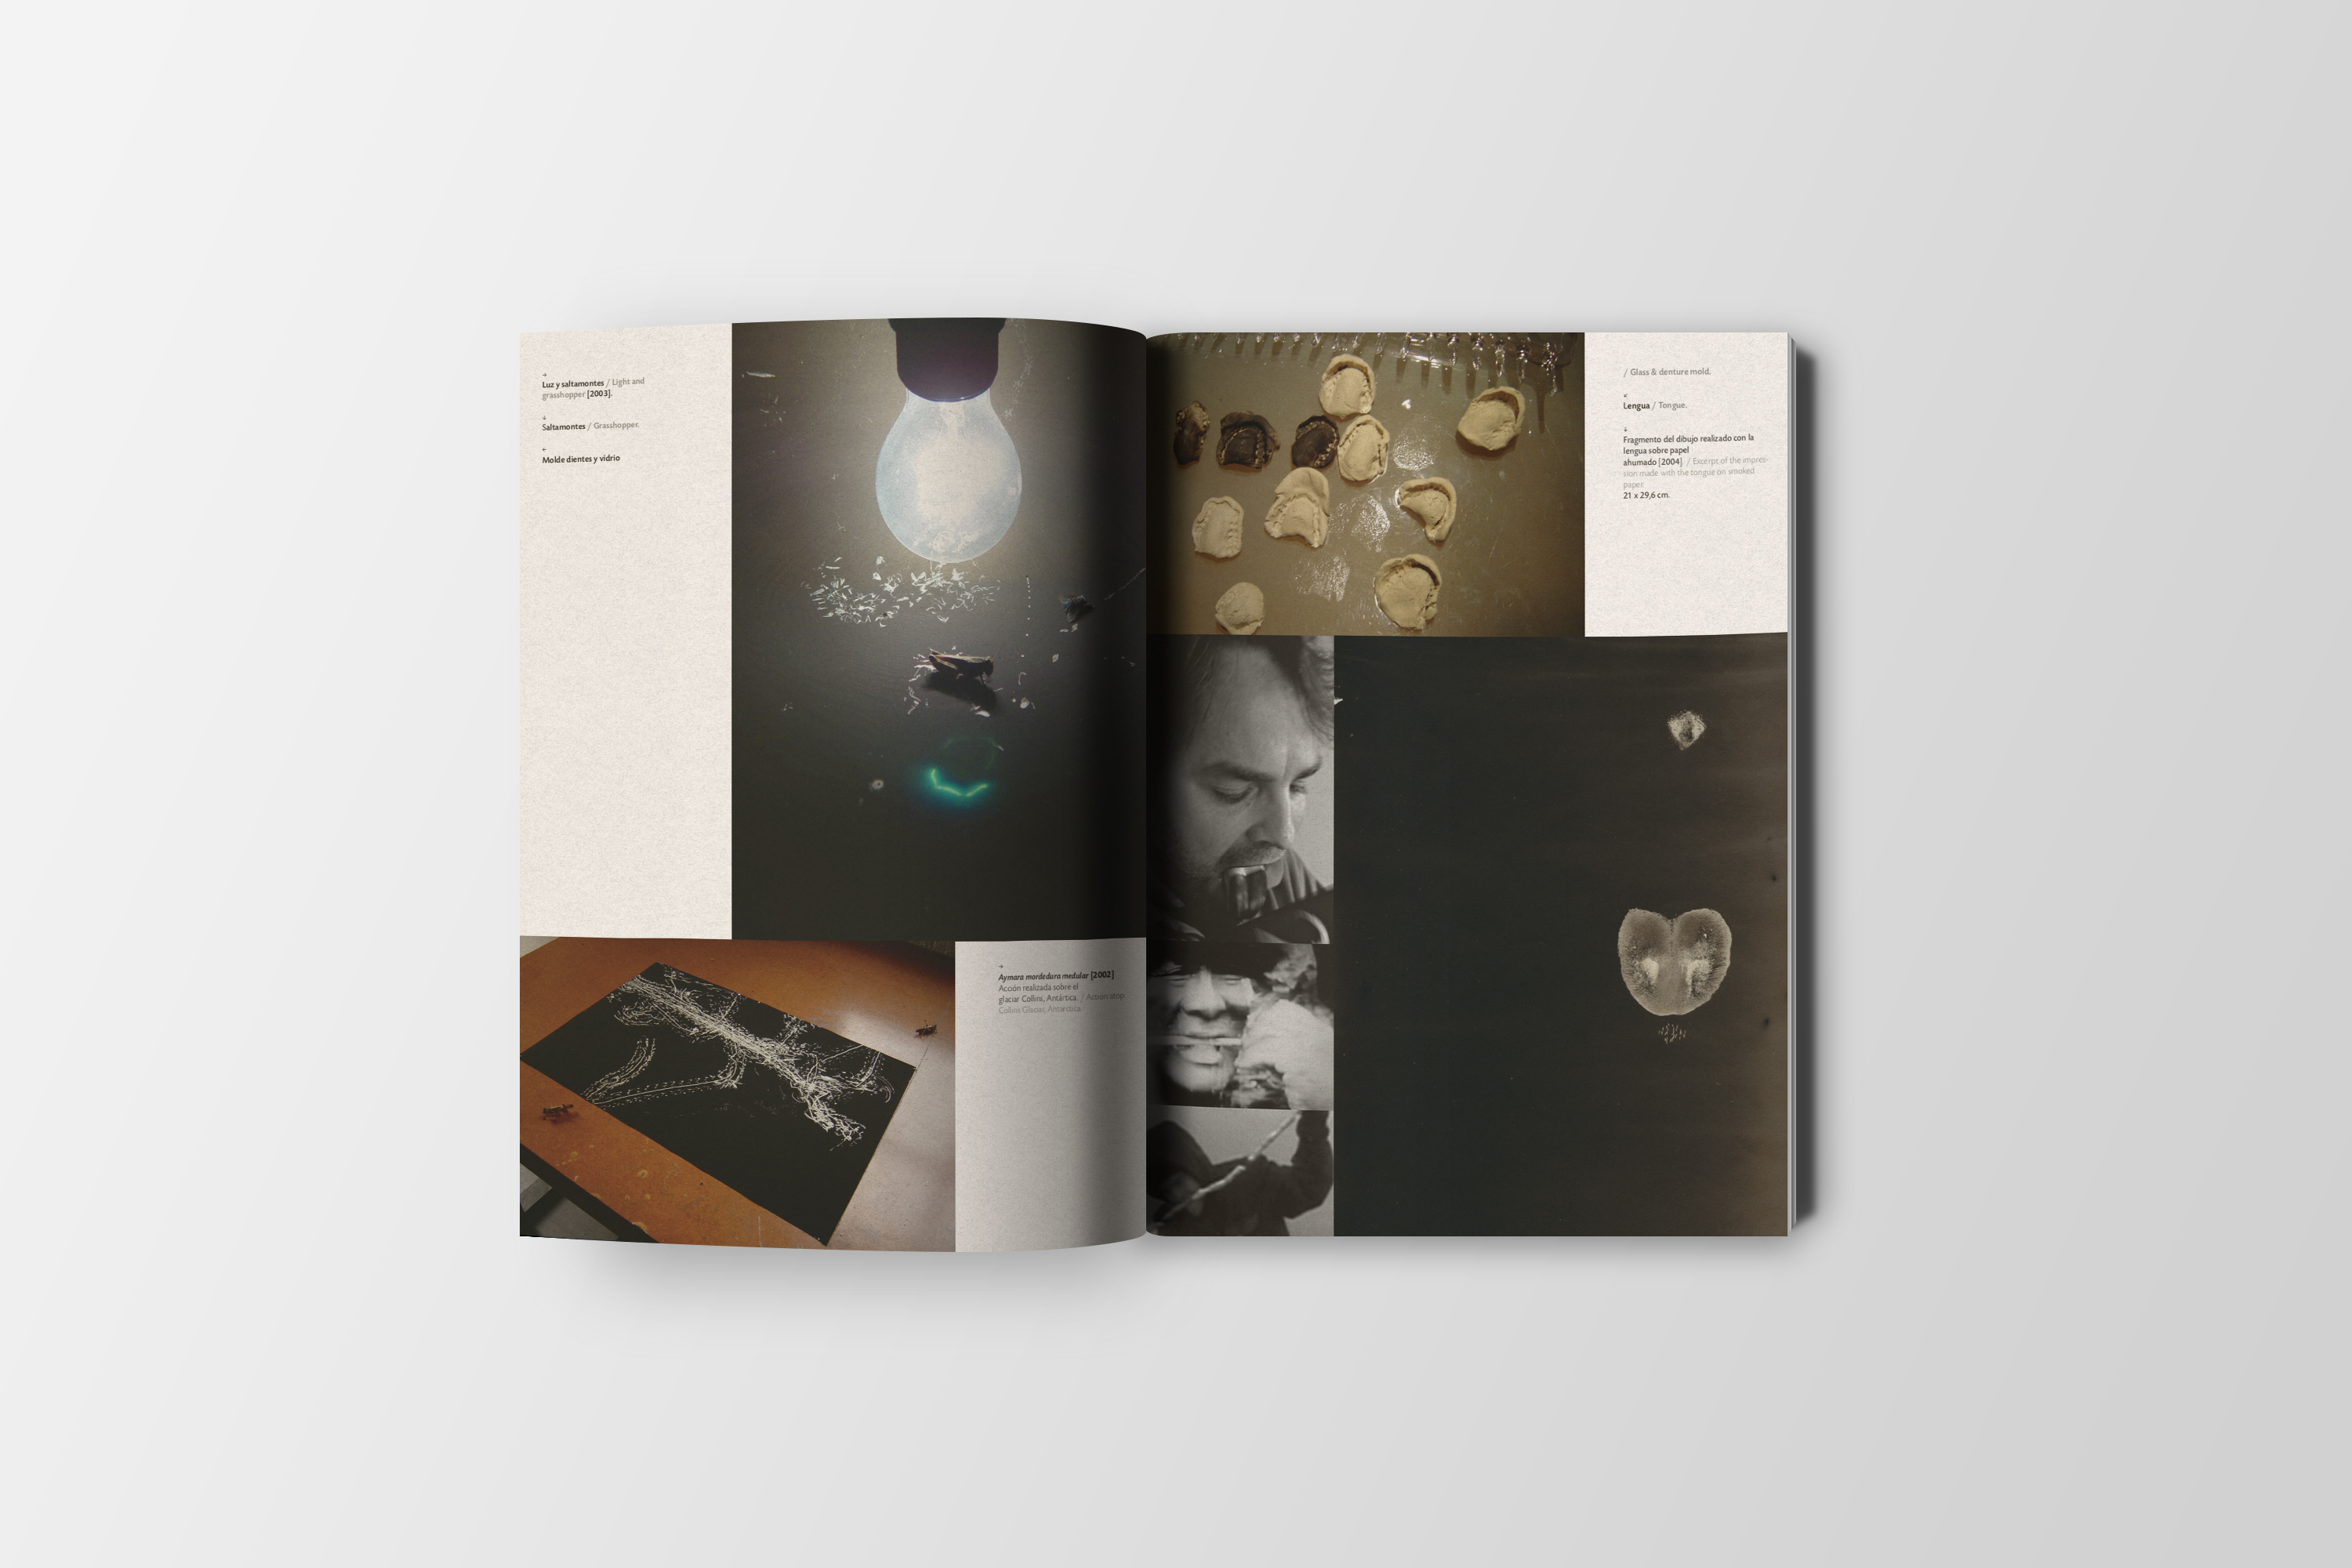 Luz y saltamontes / Light and
grasshopper [2003].
Saltamontes / Grasshopper.
Molde dientes y vidrio
Aymara mordedura medular [2002]
Acción realizada sobre el
glaciar Collins, Antártica. / Action atop
Collins Glacier, Antarctica.
/ Glass & denture mold.
Lengua / Tongue.
Fragmento del dibujo realizado con la
lengua sobre papel
ahumado [2004]. / Excerpt of the impres-
sion made with the tongue on smoked
paper.
21 x 29,6 cm.